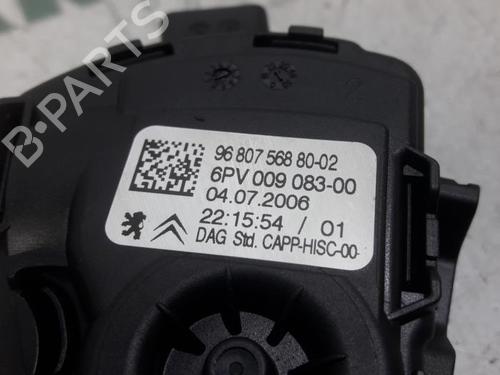 96 807 568 80-02
6PV 009 083-00
04.07.2006
22:15:54 / 01
DAG Std. CAPP-HISC-00-
B-PARTS